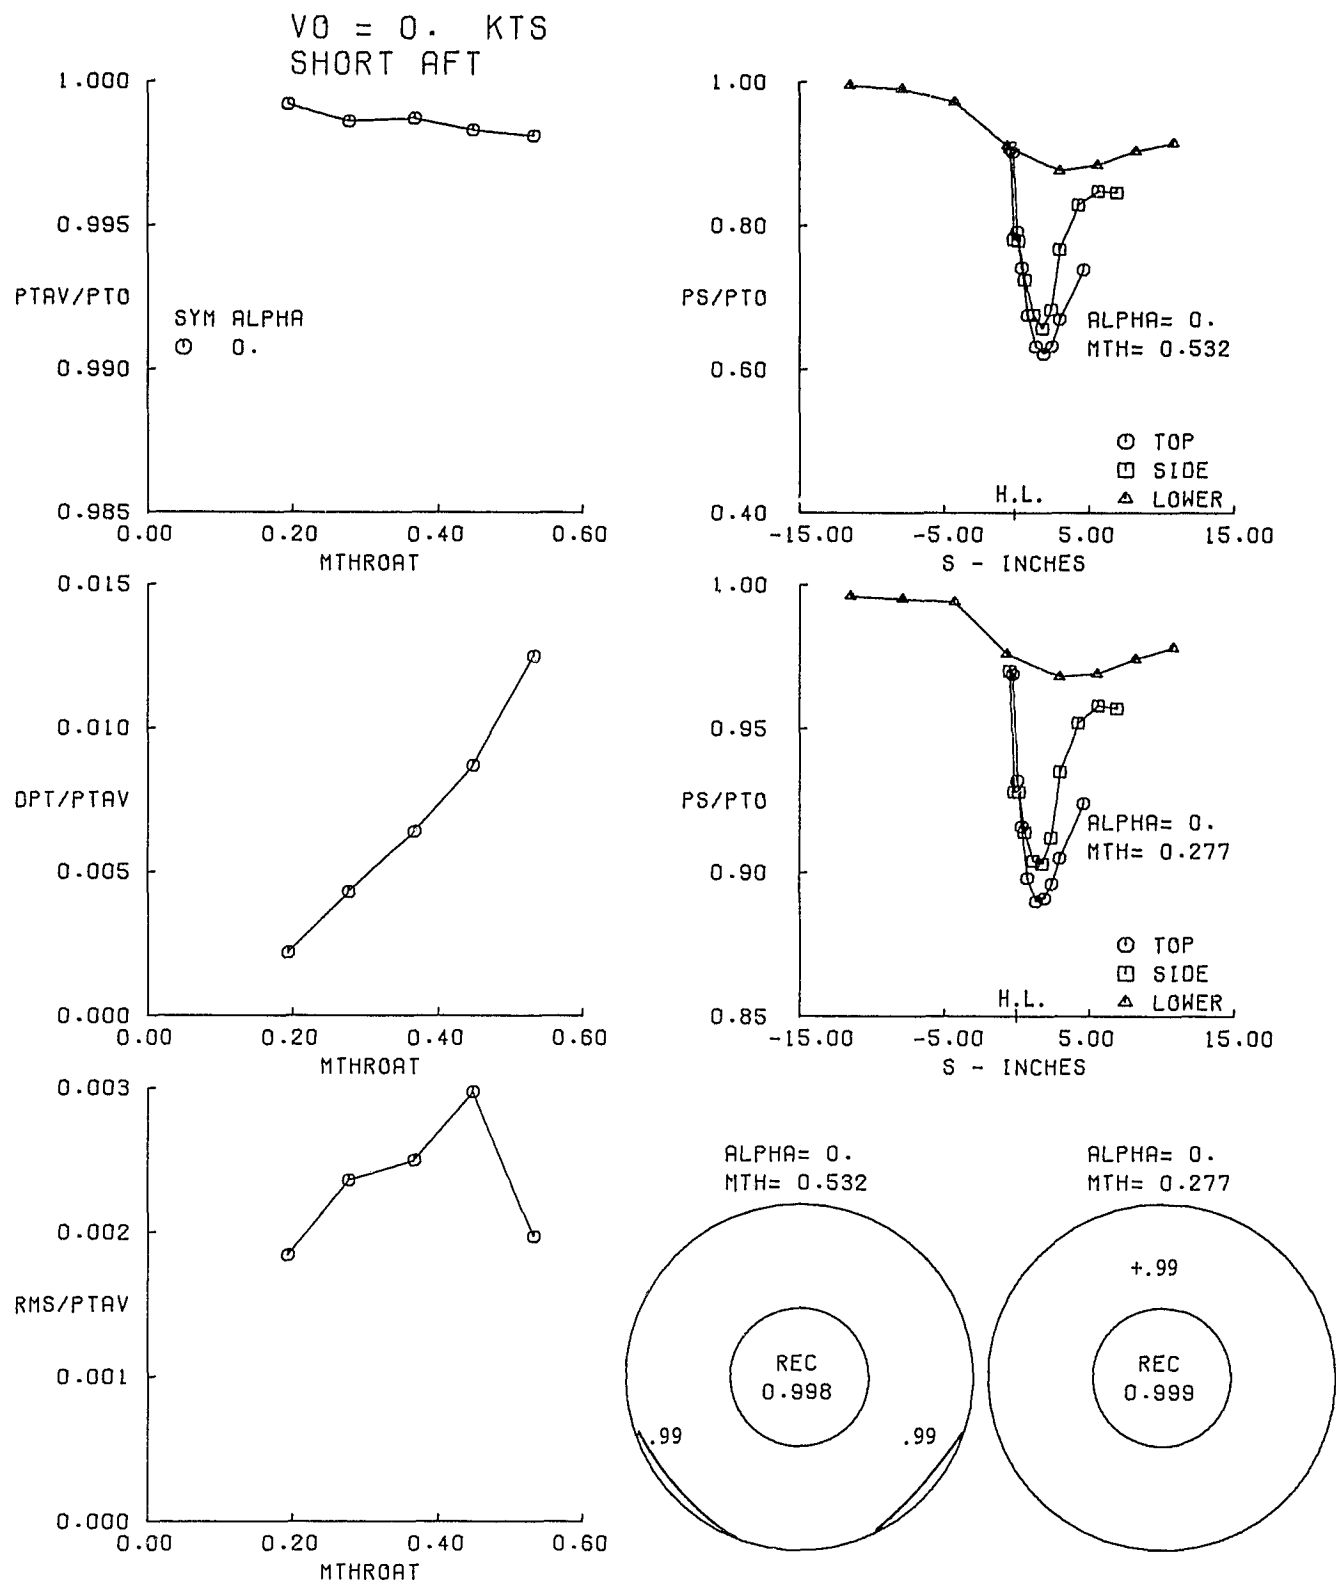 VO = 0. KTS
SHORT AFT
1.000
0.995
PTAV/PTO
SYM ALPHA
0.
0.990
0.985
0.00 0.20 0.40 0.60
MTHROAT
0.015
0.010
DPT/PTAV
0.005
0.000
0.00 0.20 0.40 0.60
MTHROAT
0.003
0.002
RMS/PTAV
0.001
0.000
0.00 0.20 0.40 0.60
MTHROAT
1.00
0.80
PS/PTO
ALPHA= 0.
MTH= 0.532
0.60
TOP
SIDE
LOWER
H.L.
0.40
-15.00 -5.00 5.00 15.00
S - INCHES
1.00
0.95
PS/PTO
ALPHA= 0.
MTH= 0.277
0.90
TOP
SIDE
LOWER
H.L.
0.85
-15.00 -5.00 5.00 15.00
S - INCHES
ALPHA= 0.
MTH= 0.532
REC
0.998
.99
.99
ALPHA= 0.
MTH= 0.277
+.99
REC
0.999